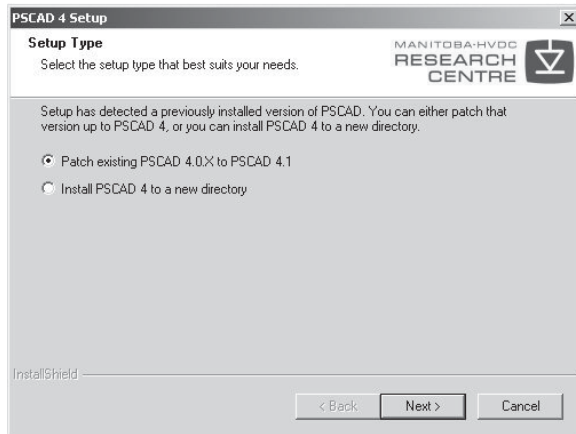 PSCAD 4 Setup
Setup Type
Select the setup type that best suits your needs.
MANITOBA-HVDC
RESEARCH
CENTRE
Setup has detected a previously installed version of PSCAD. You can either patch that
version up to PSCAD 4, or you can install PSCAD 4 to a new directory.
Patch existing PSCAD 4.0.X to PSCAD 4.1
Install PSCAD 4 to a new directory
InstallShield
< Back
Next >
Cancel